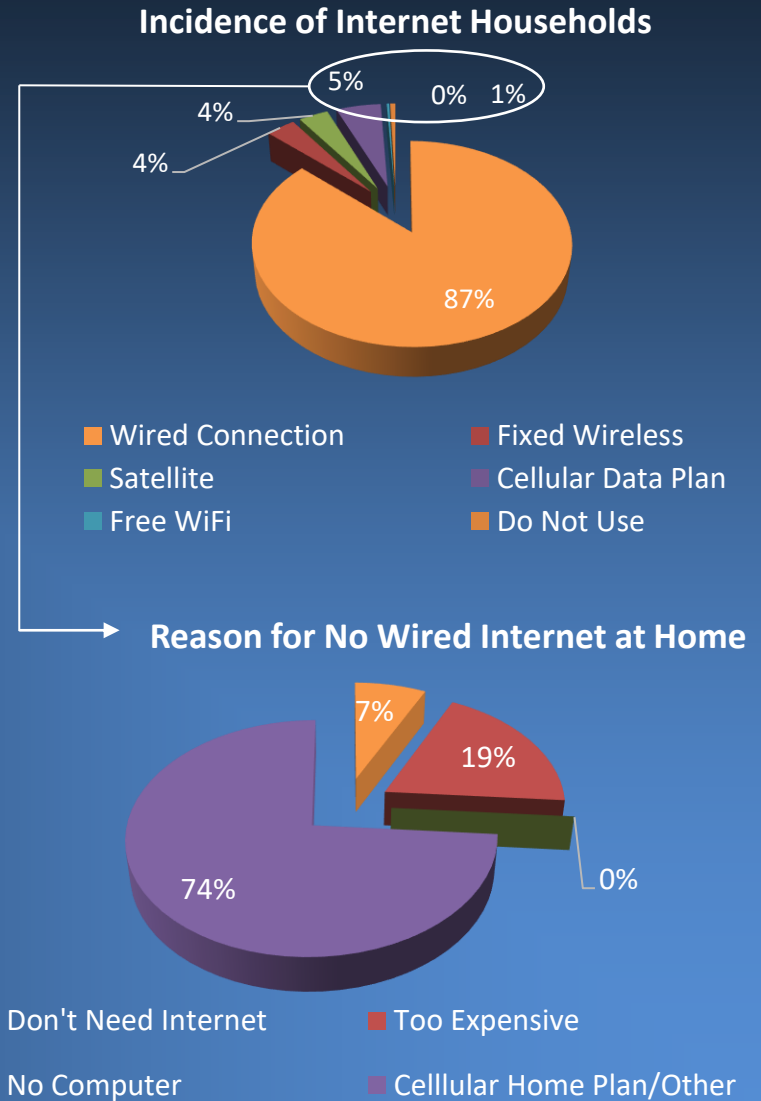 Incidence of Internet Households
5%
0% 1%
4%
4%
87%
Wired Connection Fixed Wireless
Satellite Cellular Data Plan
Free WiFi Do Not Use
Reason for No Wired Internet at Home
7%
19%
0%
74%
Don't Need Internet Too Expensive
No Computer Celllular Home Plan/Other